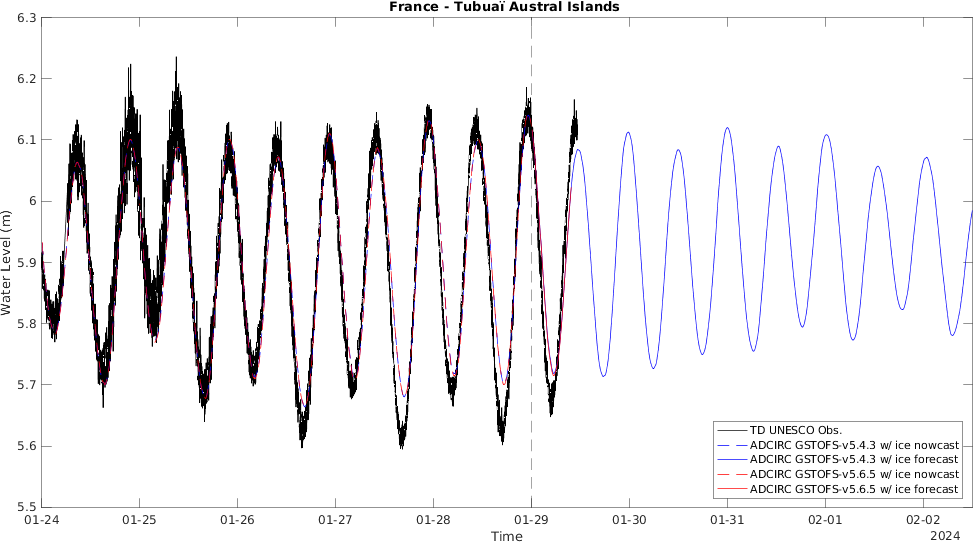 France - Tubuaï Austral Islands
6.3
6.2
6.1
6
5.9
5.8
5.7
5.6
5.5
Water Level (m)
TD UNESCO Obs.
ADCIRC GSTOFS-v5.4.3 w/ ice nowcast
ADCIRC GSTOFS-v5.4.3 w/ ice forecast
ADCIRC GSTOFS-v5.6.5 w/ ice nowcast
ADCIRC GSTOFS-v5.6.5 w/ ice forecast
01-24 01-25 01-26 01-27 01-28 01-29 01-30 01-31 02-01 02-02
Time
2024